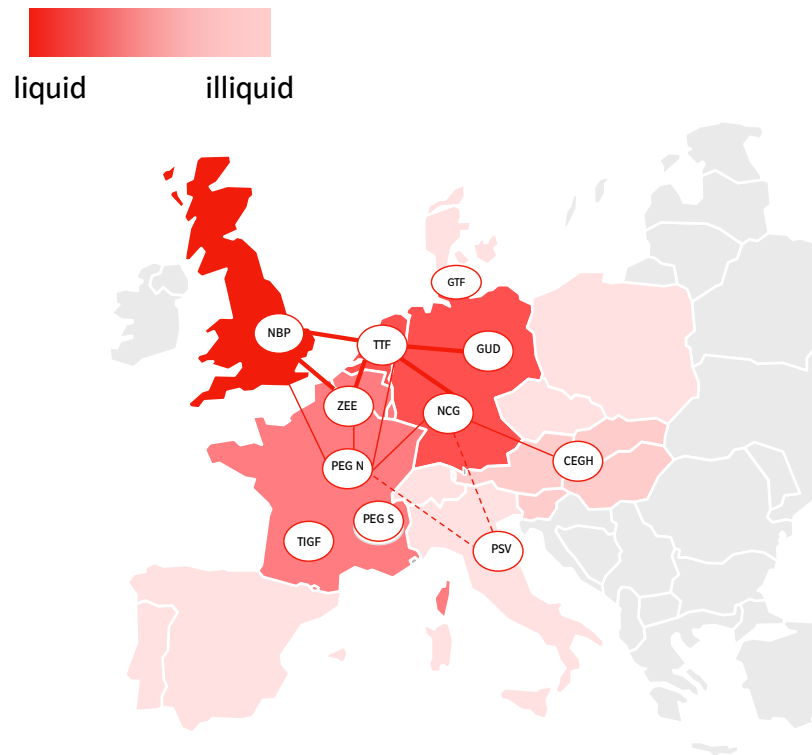 liquid illiquid
GTF
NBP
TTF
GUD
ZEE
NCG
PEG N
CEGH
PEG S
TIGF
PSV